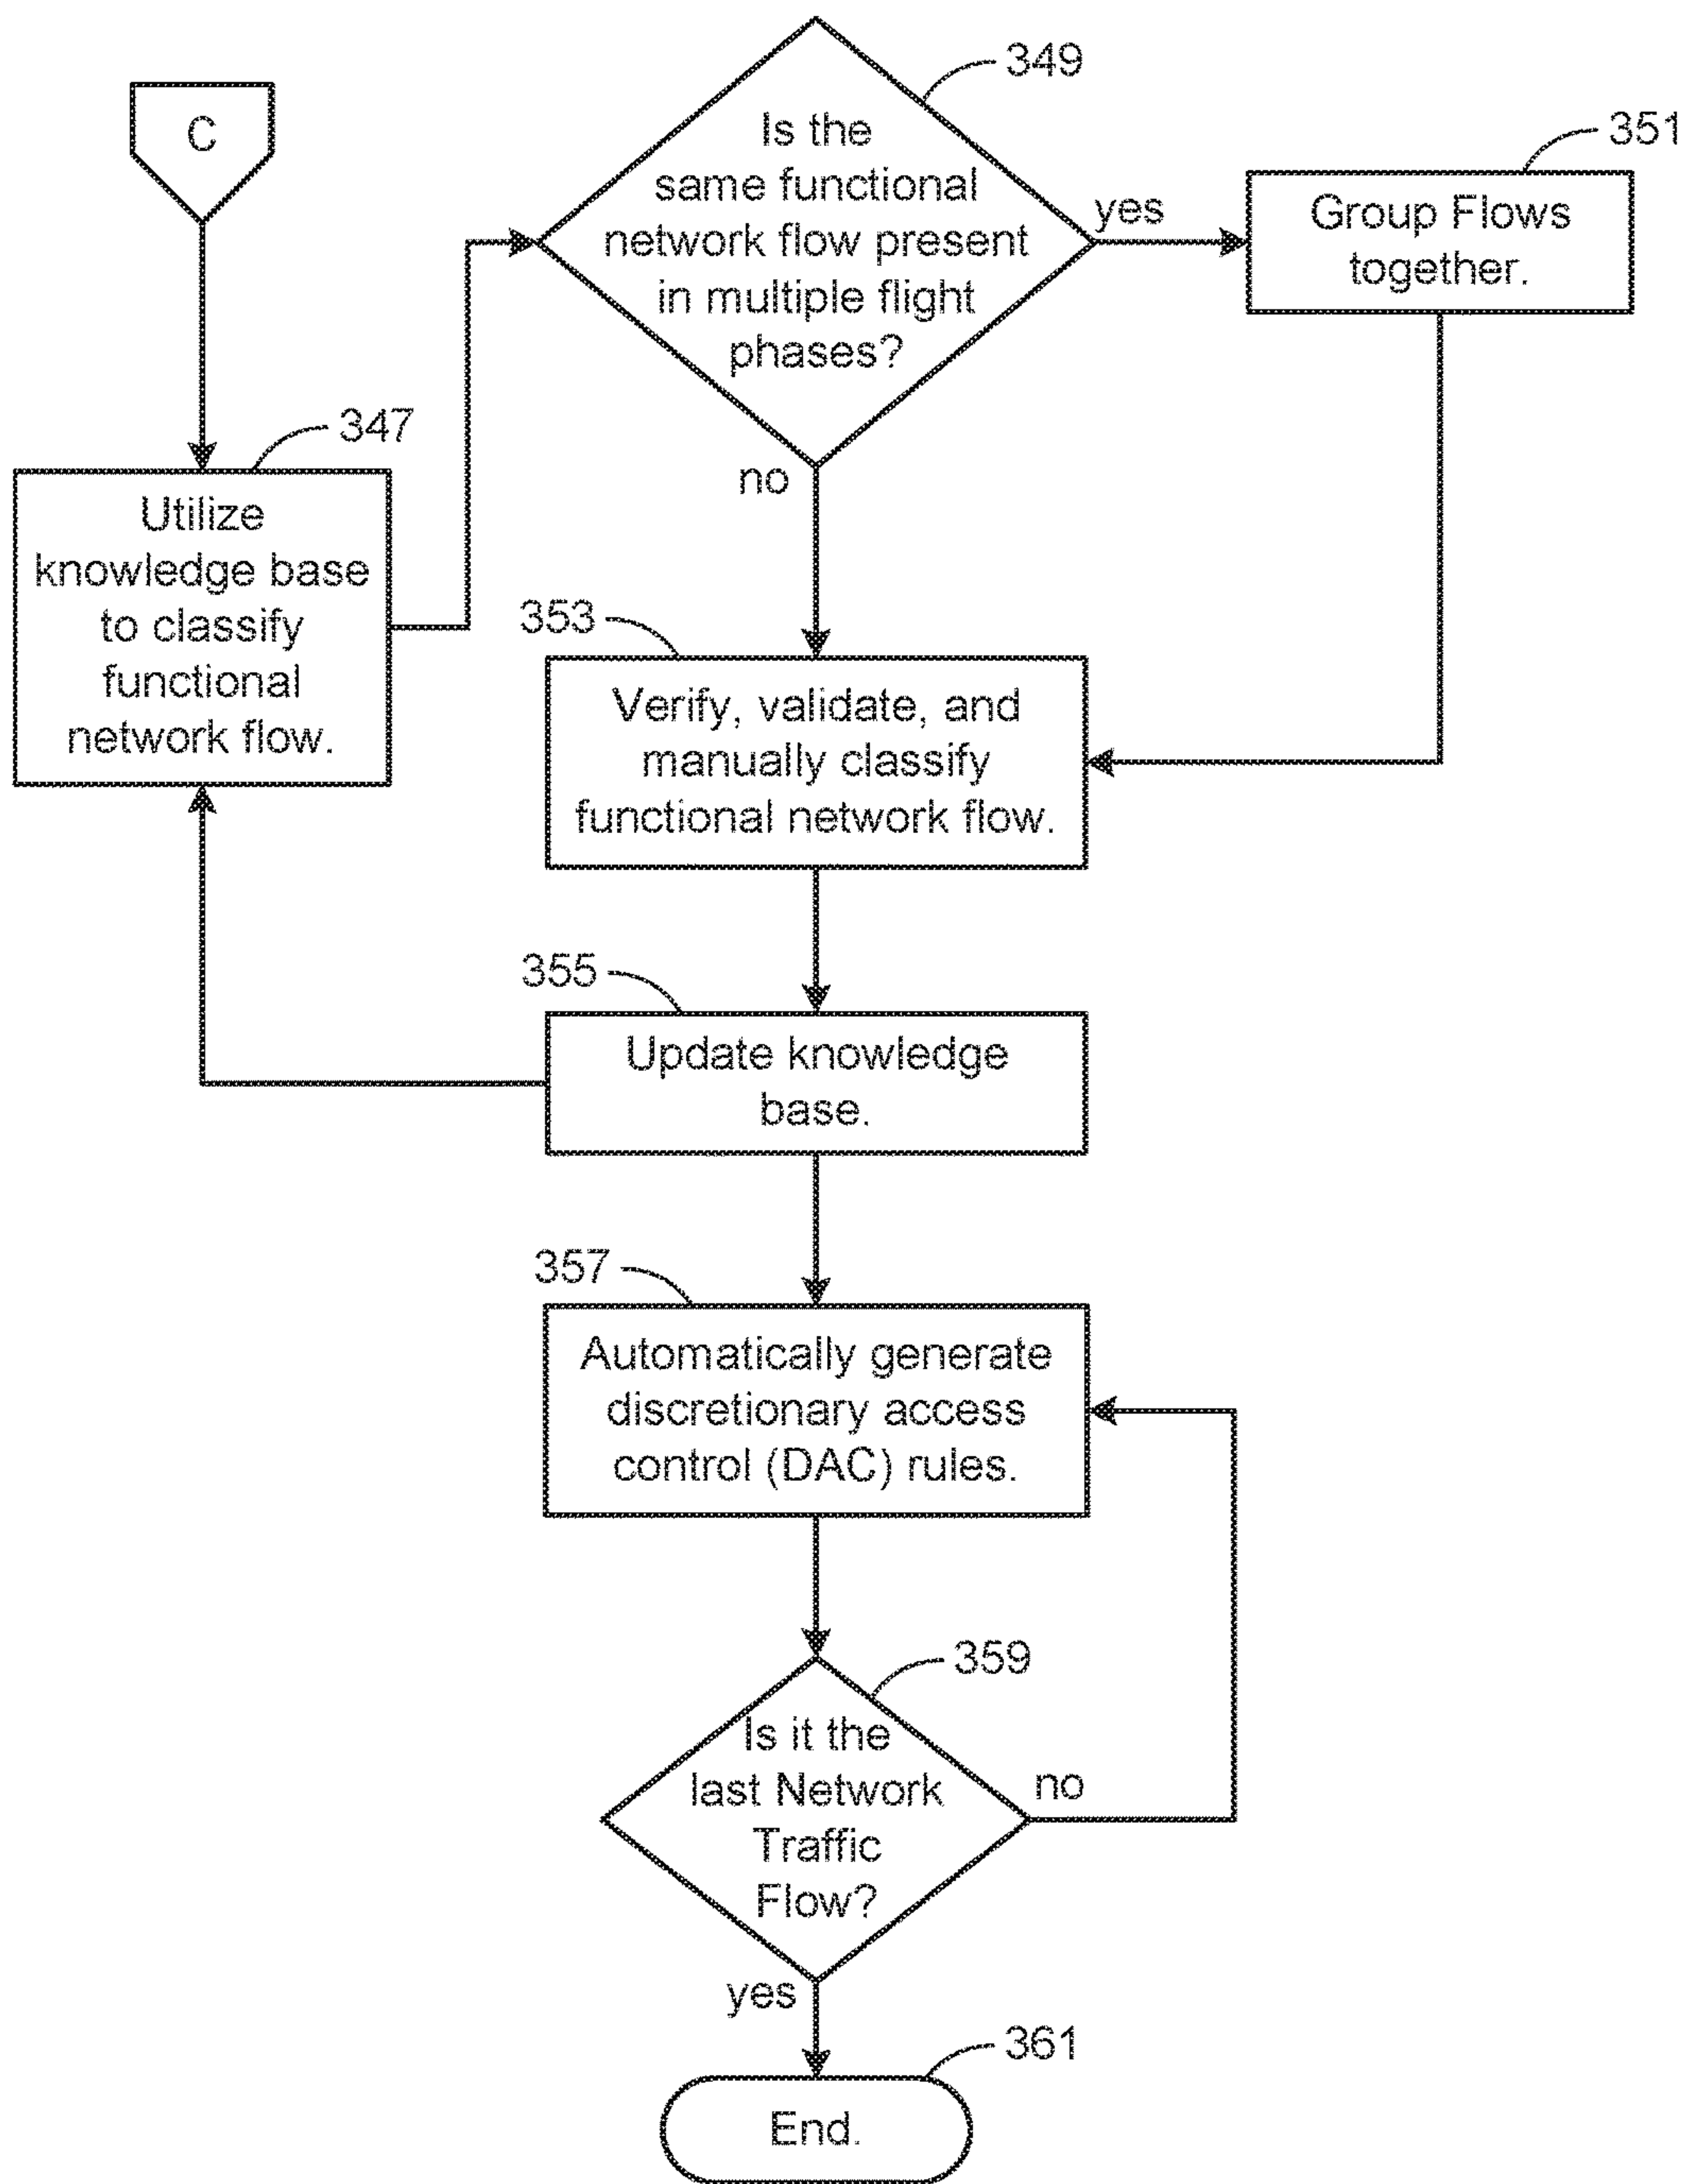 C
349
Is the
same functional
network flow present
in multiple flight
phases?
yes
351
Group Flows
together.
no
347
Utilize
knowledge base
to classify
functional
network flow.
353
Verify, validate, and
manually classify
functional network flow.
355
Update knowledge
base.
357
Automatically generate
discretionary access
control (DAC) rules.
359
Is it the
last Network
Traffic
Flow?
no
yes
361
End.